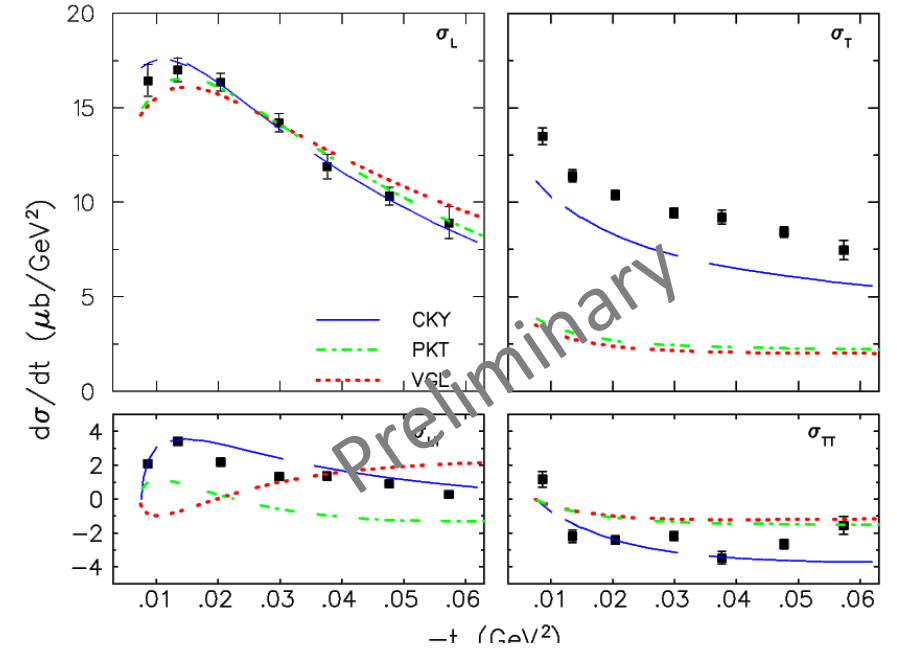 20
15
10
5
0
σL
σT
dσ/dt (μb/GeV²)
CKY
PKT
VGL
Preliminary
4
2
0
−2
−4
σLT
σTT
.01 .02 .03 .04 .05 .06
.01 .02 .03 .04 .05 .06
−t (GeV²)